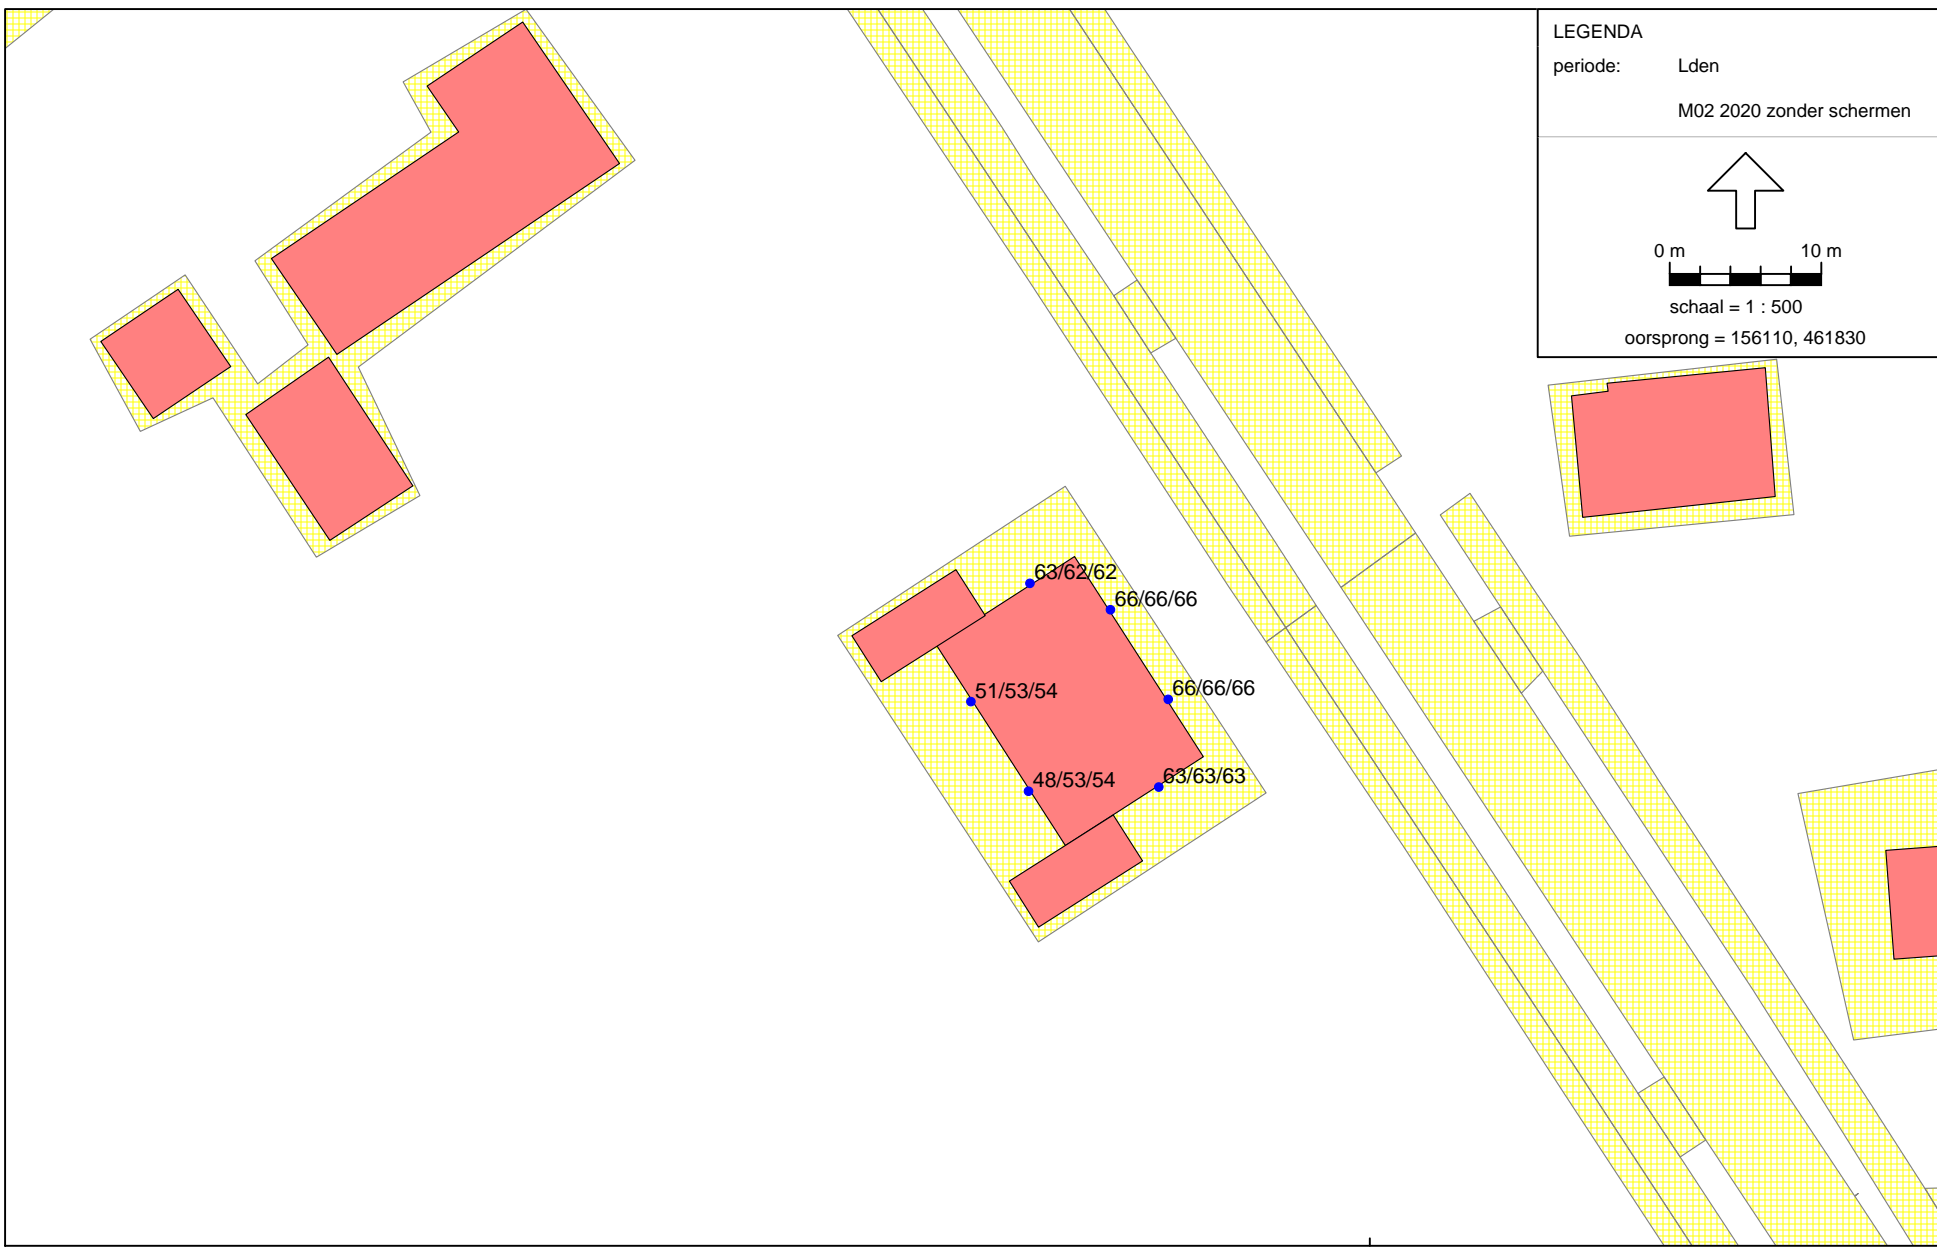 LEGENDA
periode: Lden
M02 2020 zonder schermen
0 m 10 m
schaal = 1 : 500
oorsprong = 156110, 461830
63/62/62
66/66/66
51/53/54
66/66/66
48/53/54
63/63/63